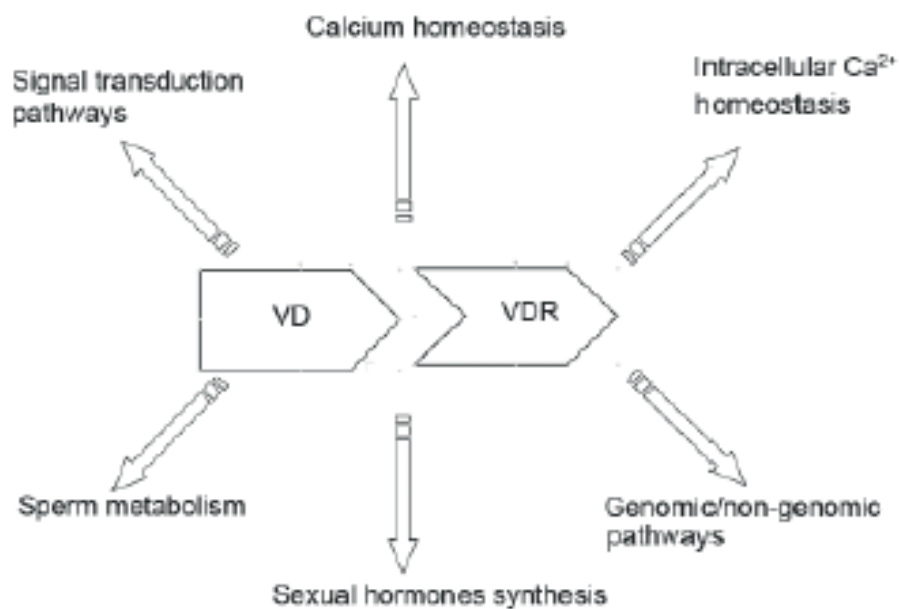 Calcium homeostasis
Signal transduction
pathways
Intracellular Ca²⁺
homeostasis
VD
VDR
Sperm metabolism
Genomic/non-genomic
pathways
Sexual hormones synthesis